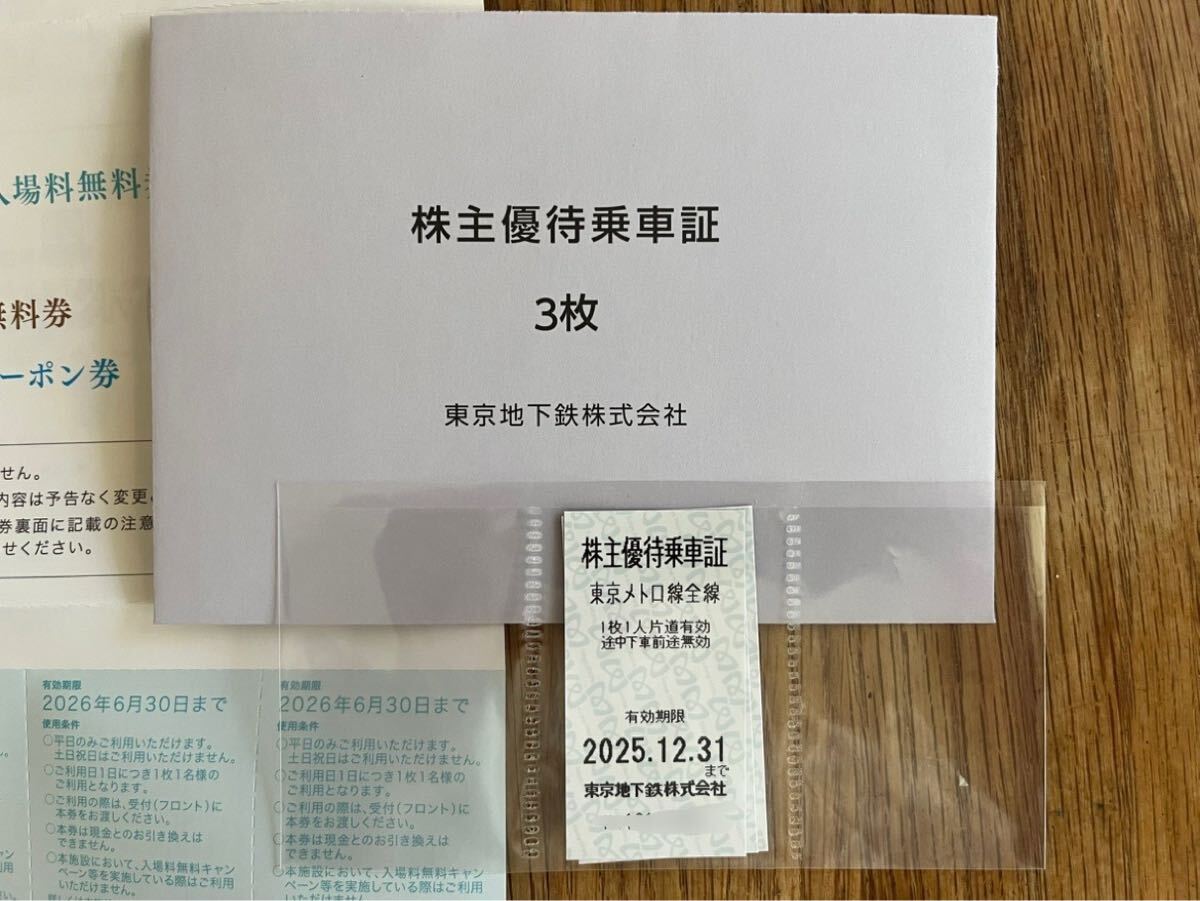 入場料無料券
無料券
ーポン券
せん。
内容は予告なく変更
券裏面に記載の注意
せください。
株主優待乗車証
3枚
東京地下鉄株式会社
株主優待乗車証
東京メトロ線全線
1枚1人片道有効
途中下車前途無効
有効期限
2025.12.31
まで
東京地下鉄株式会社
有効期限
2026年6月30日まで
使用条件
○平日のみご利用いただけます。
土日祝日はご利用いただけません。
○ご利用日1日につき1枚1名様の
ご利用となります。
○ご利用の際は、受付(フロント)に
本券をお渡しください。
○本券は現金とのお引き換えは
できません。
○本施設において、入場料無料キャン
ペーン等を実施している際はご利用
いただけません。
有効期限
2026年6月30日まで
使用条件
○平日のみご利用いただけます。
土日祝日はご利用いただけません。
○ご利用日1日につき1枚1名様の
ご利用となります。
○ご利用の際は、受付(フロント)に
本券をお渡しください。
○本券は現金とのお引き換えは
できません。
○本施設において、入場料無料キャン
ペーン等を実施している際はご利用
いただけません。